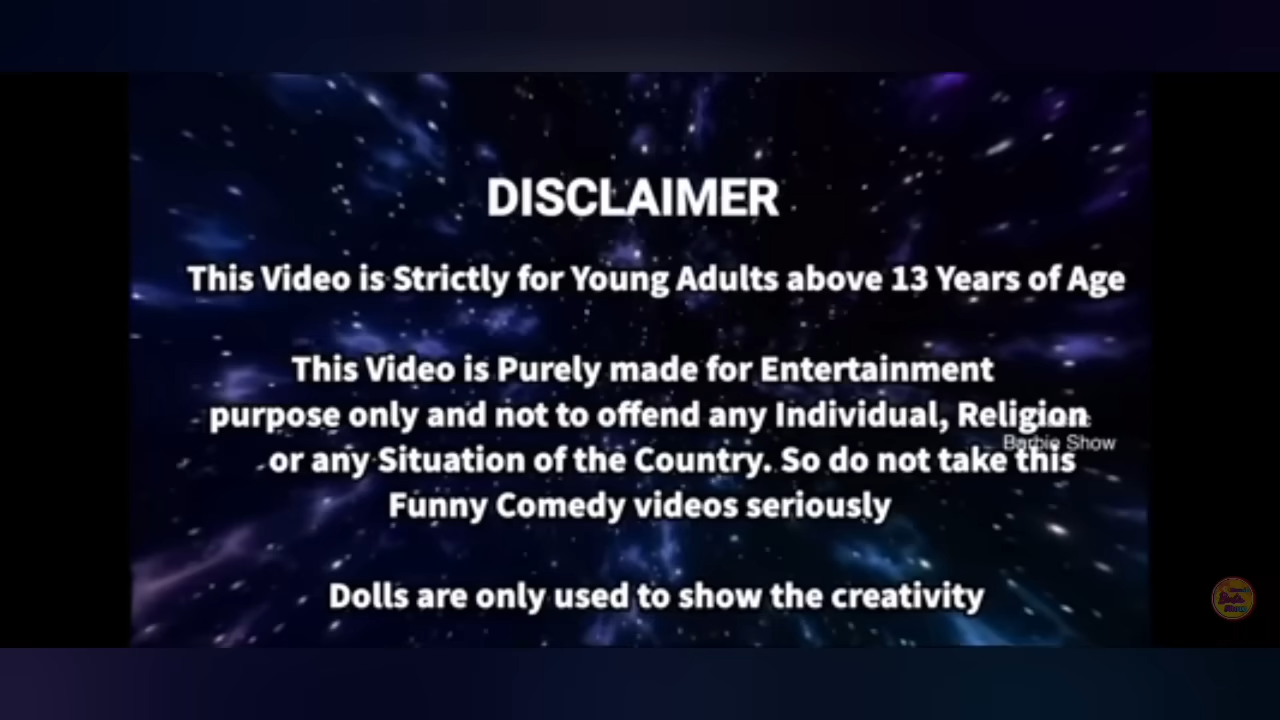 DISCLAIMER
This Video is Strictly for Young Adults above 13 Years of Age
This Video is Purely made for Entertainment
purpose only and not to offend any Individual, Religion
Barbie Show
or any Situation of the Country. So do not take this
Funny Comedy videos seriously
Dolls are only used to show the creativity